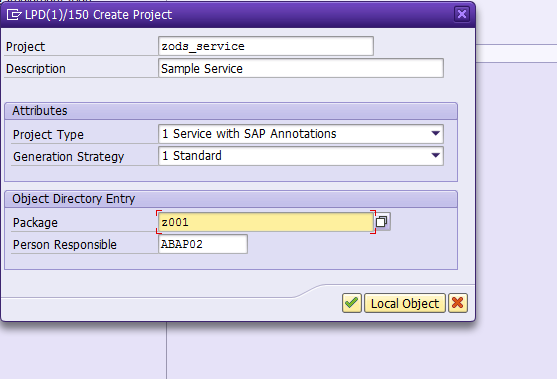 LPD(1)/150 Create Project
Project zods_service
Description Sample Service
Attributes
Project Type 1 Service with SAP Annotations
Generation Strategy 1 Standard
Object Directory Entry
Package z001
Person Responsible ABAP02
Local Object